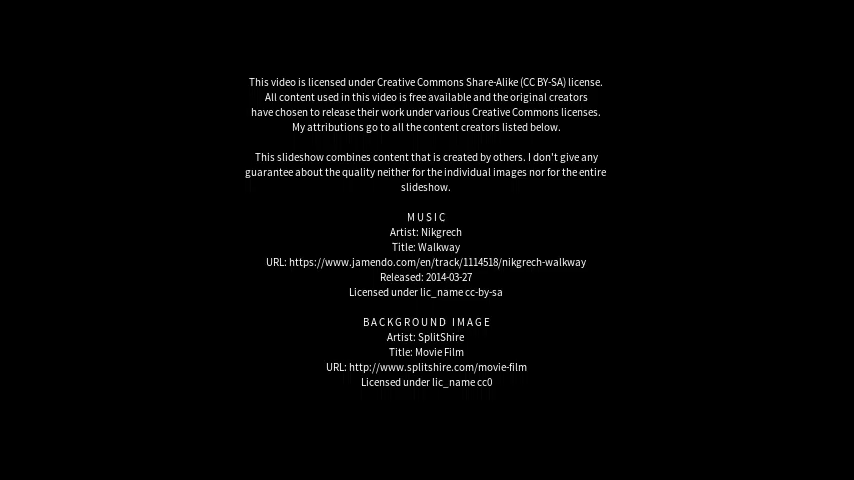 This video is licensed under Creative Commons Share-Alike (CC BY-SA) license.
All content used in this video is free available and the original creators
have chosen to release their work under various Creative Commons licenses.
My attributions go to all the content creators listed below.
This slideshow combines content that is created by others. I don't give any
guarantee about the quality neither for the individual images nor for the entire
slideshow.
MUSIC
Artist: Nikgrech
Title: Walkway
URL: https://www.jamendo.com/en/track/1114518/nikgrech-walkway
Released: 2014-03-27
Licensed under lic_name cc-by-sa
BACKGROUND IMAGE
Artist: SplitShire
Title: Movie Film
URL: http://www.splitshire.com/movie-film
Licensed under lic_name cc0